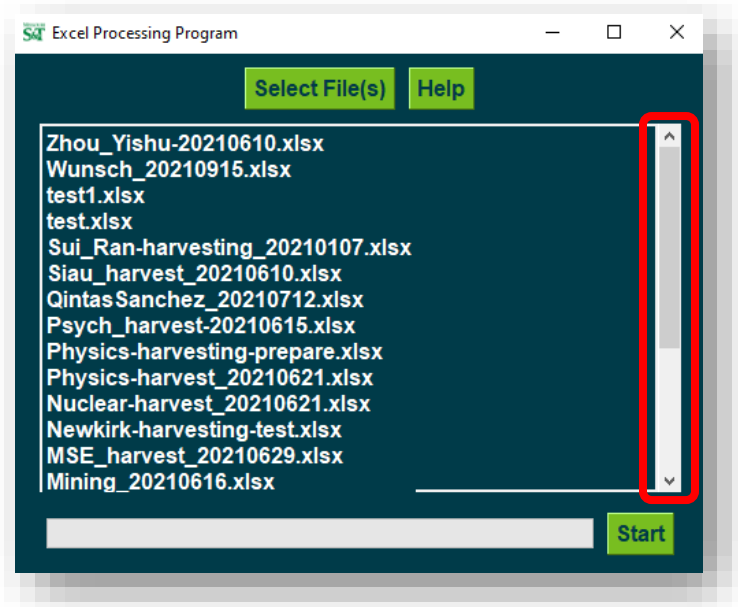 S&T Excel Processing Program
Select File(s) Help
Zhou_Yishu-20210610.xlsx
Wunsch_20210915.xlsx
test1.xlsx
test.xlsx
Sui_Ran-harvesting_20210107.xlsx
Siau_harvest_20210610.xlsx
QintasSanchez_20210712.xlsx
Psych_harvest-20210615.xlsx
Physics-harvesting-prepare.xlsx
Physics-harvest_20210621.xlsx
Nuclear-harvest_20210621.xlsx
Newkirk-harvesting-test.xlsx
MSE_harvest_20210629.xlsx
Mining_20210616.xlsx
Start